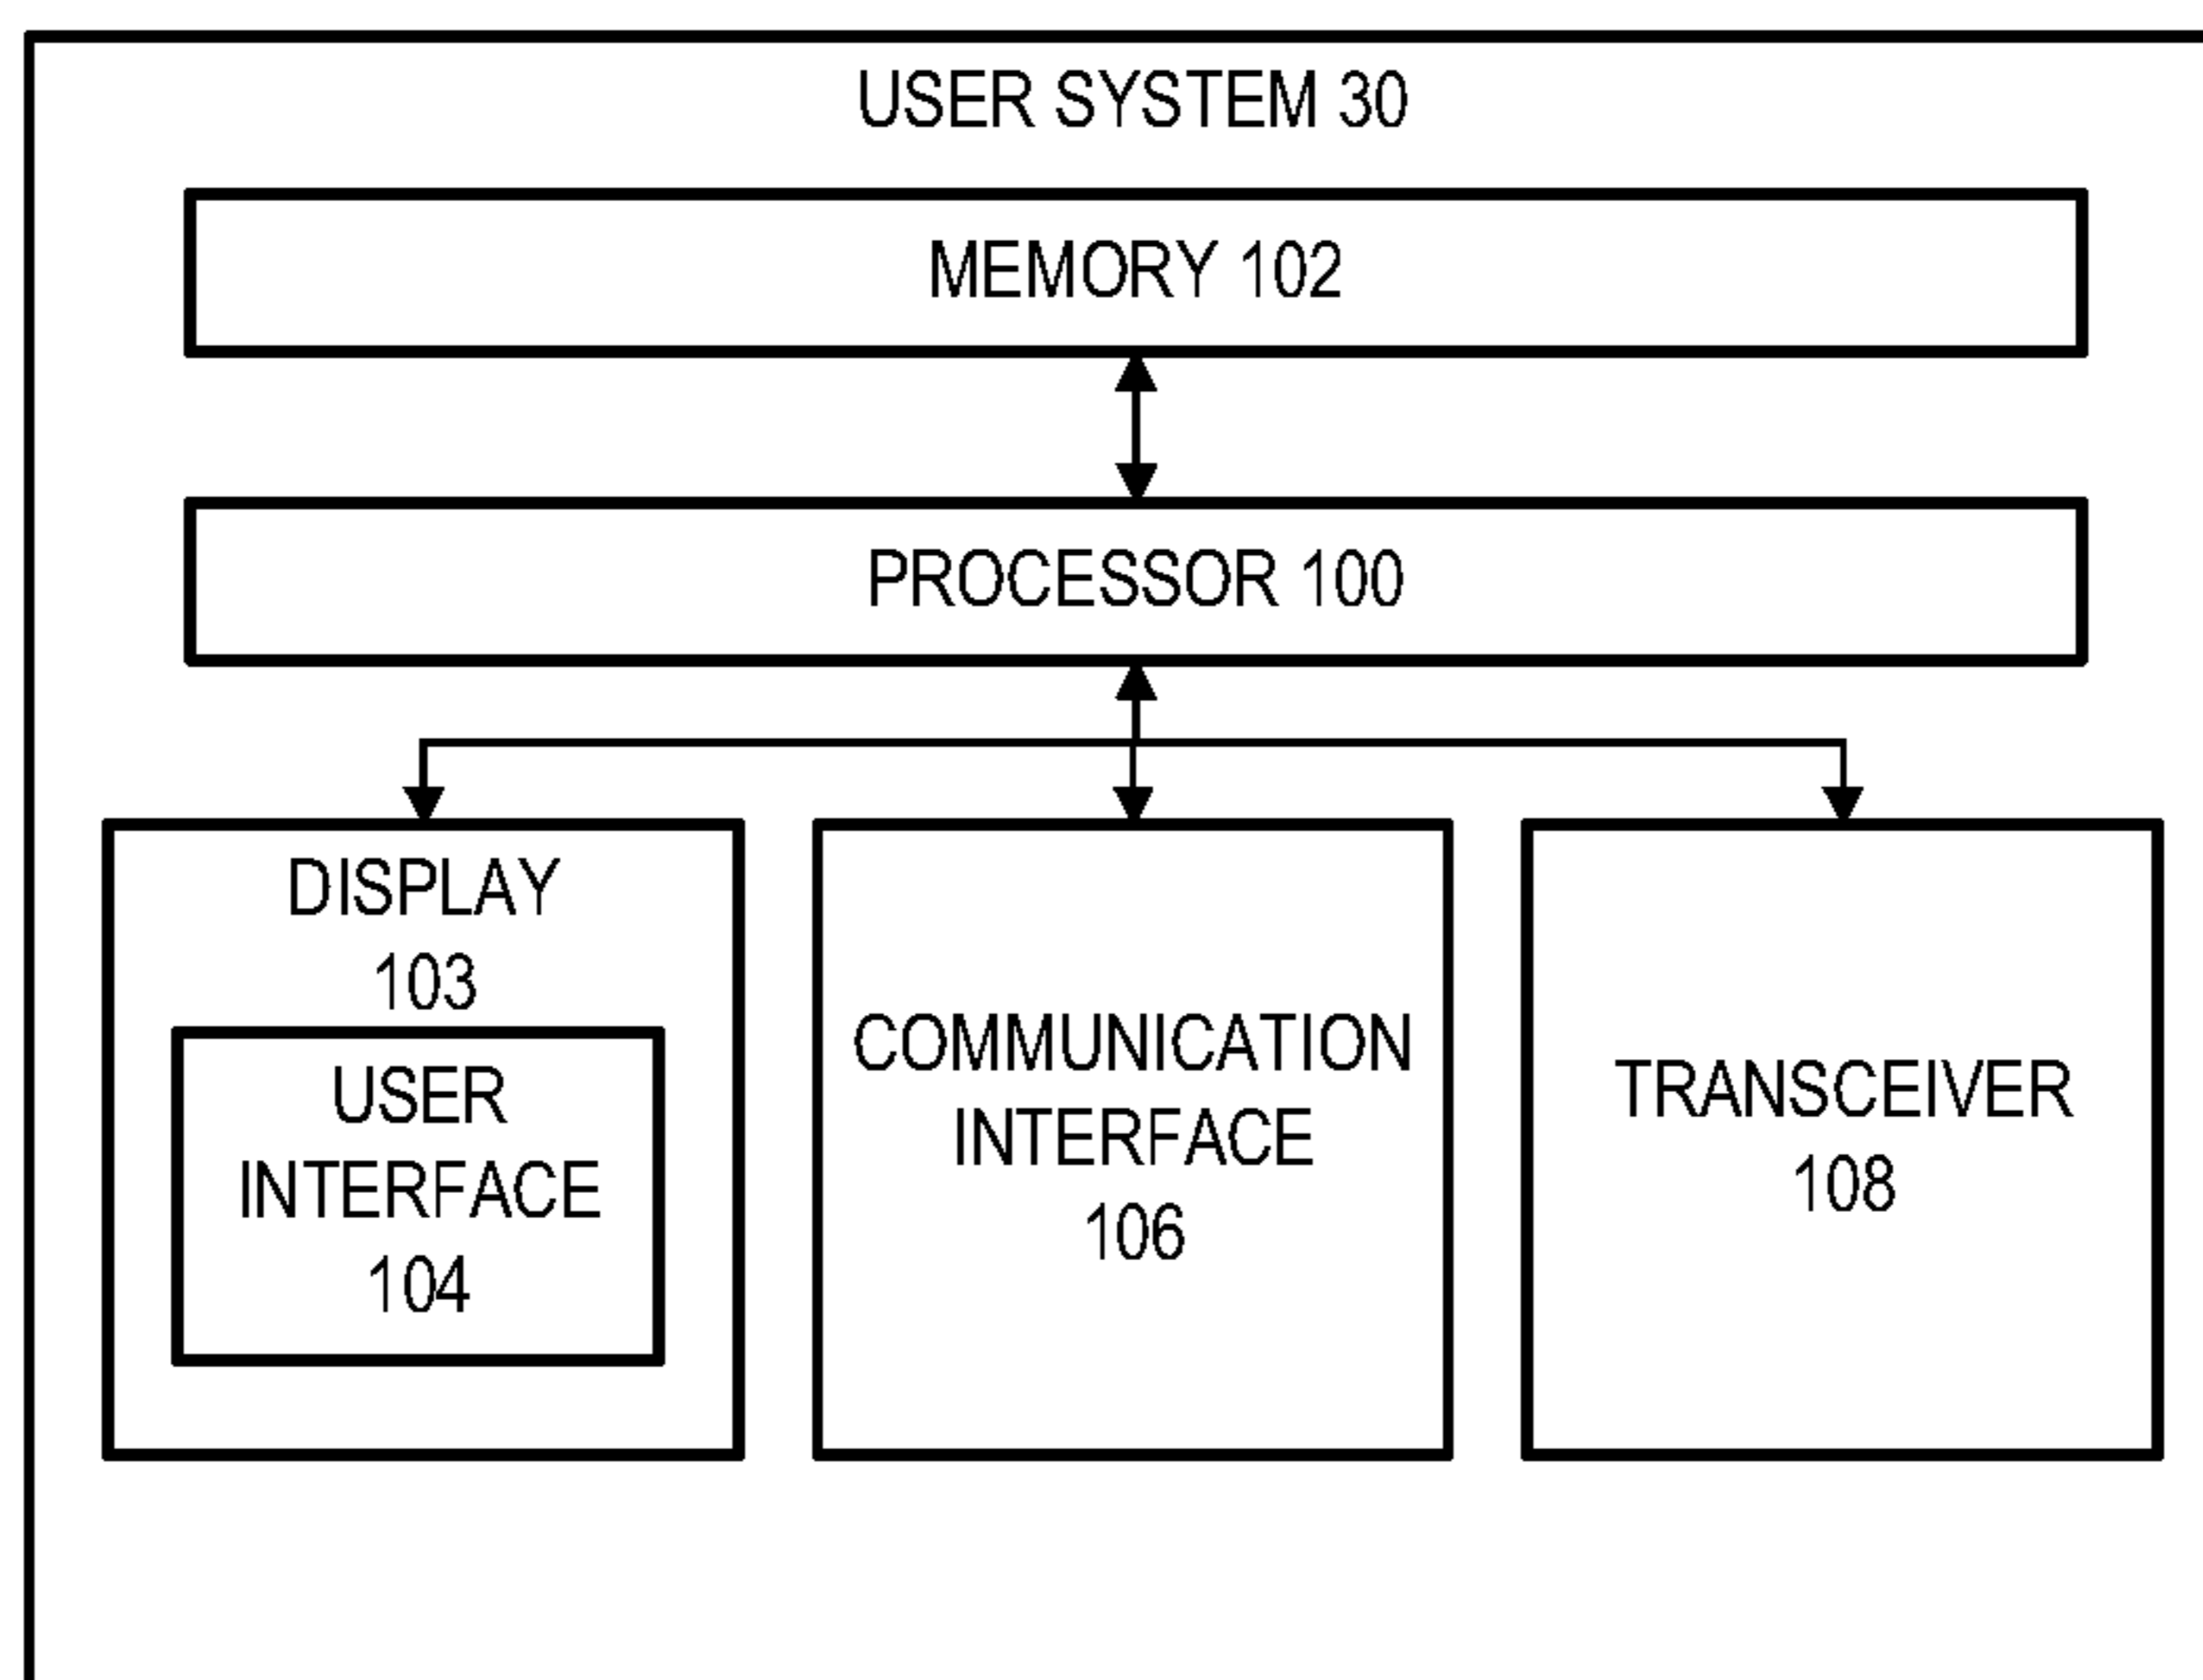 USER SYSTEM 30
MEMORY 102
PROCESSOR 100
DISPLAY
103
USER
INTERFACE
104
COMMUNICATION
INTERFACE
106
TRANSCEIVER
108